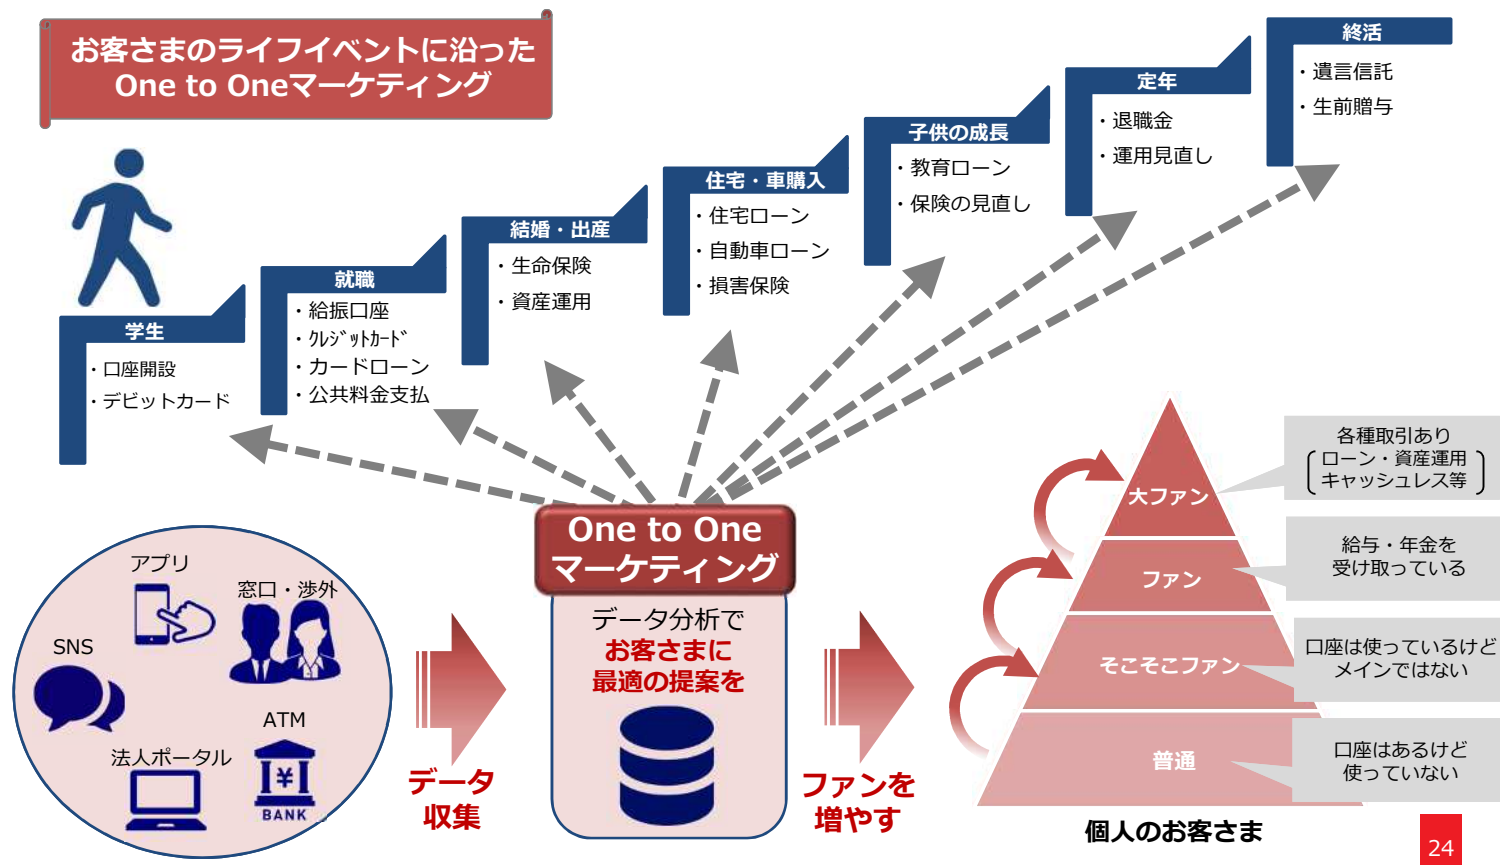 お客さまのライフイベントに沿った
One to Oneマーケティング
学生
・口座開設
・デビットカード
就職
・給振口座
・ｸﾚｼﾞｯﾄｶｰﾄﾞ
・カードローン
・公共料金支払
結婚・出産
・生命保険
・資産運用
住宅・車購入
・住宅ローン
・自動車ローン
・損害保険
子供の成長
・教育ローン
・保険の見直し
定年
・退職金
・運用見直し
終活
・遺言信託
・生前贈与
アプリ
窓口・渉外
SNS
ATM
法人ポータル
¥
BANK
データ
収集
One to One
マーケティング
データ分析で
お客さまに
最適の提案を
ファンを
増やす
大ファン
ファン
そこそこファン
普通
各種取引あり
ローン・資産運用
キャッシュレス等
給与・年金を
受け取っている
口座は使っているけど
メインではない
口座はあるけど
使っていない
個人のお客さま
24